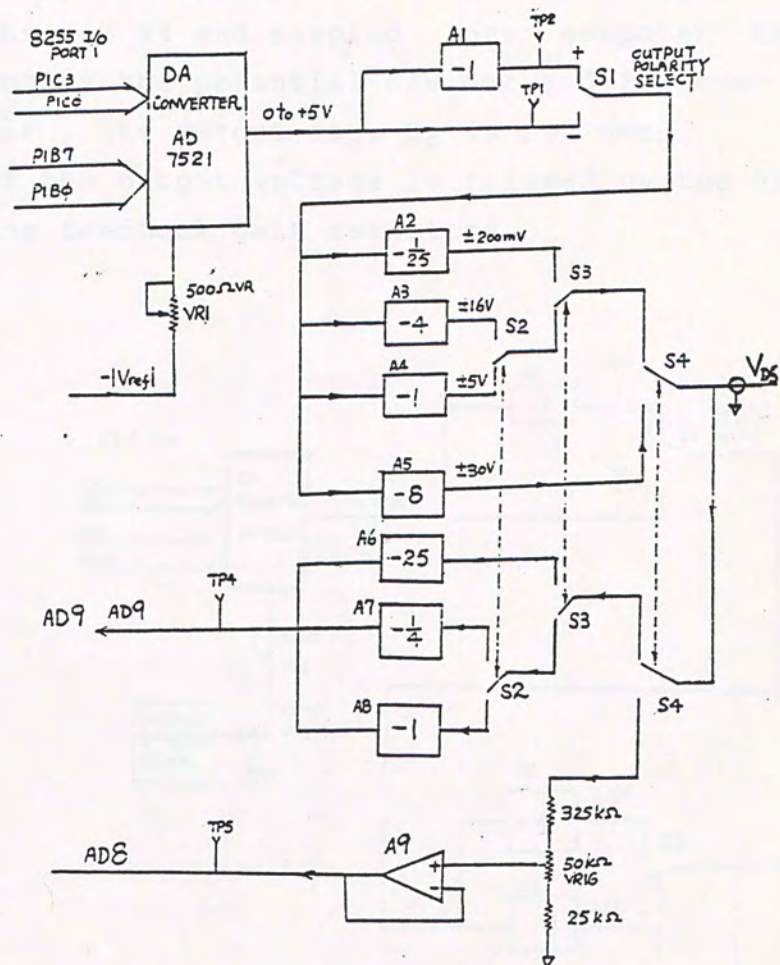 8255 I/O
PORT 1
P1C3
P1C0
P1B7
P1B0
DA
CONVERTER
AD
7521
0 to +5V
A1
-1
TP2
TP1
+
-
S1
OUTPUT
POLARITY
SELECT
500ΩVR
VR1
-|Vref|
A2
-1/25
±200mV
S3
A3
-4
±16V
S2
A4
-1
±5V
S4
VDS
A5
-8
±30V
A6
-25
TP4
AD9
AD9
A7
-1/4
S3
S2
S4
A8
-1
325kΩ
TP5
AD8
A9
+
-
50kΩ
VR16
25kΩ